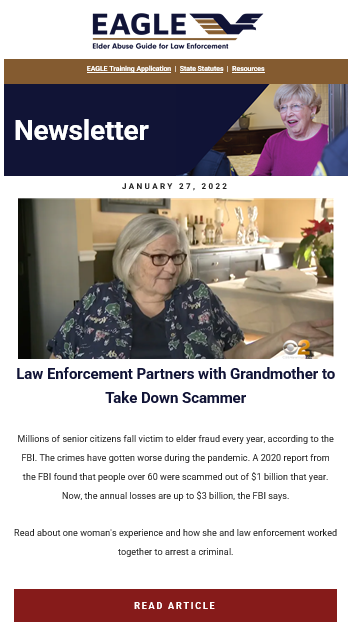 EAGLE
Elder Abuse Guide for Law Enforcement
EAGLE Training Application | State Statutes | Resources
Newsletter
JANUARY 27, 2022
2
Law Enforcement Partners with Grandmother to
Take Down Scammer
Millions of senior citizens fall victim to elder fraud every year, according to the
FBI. The crimes have gotten worse during the pandemic. A 2020 report from
the FBI found that people over 60 were scammed out of $1 billion that year.
Now, the annual losses are up to $3 billion, the FBI says.
Read about one woman's experience and how she and law enforcement worked
together to arrest a criminal.
READ ARTICLE